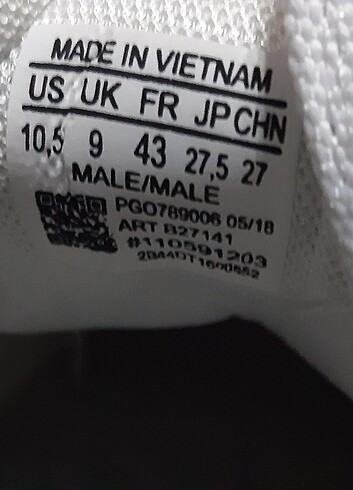 MADE IN VIETNAM
US UK FR JP CHN
10,5 9 43 27,5 27
MALE/MALE
PGO789006 05/18
ART B27141
#110591203